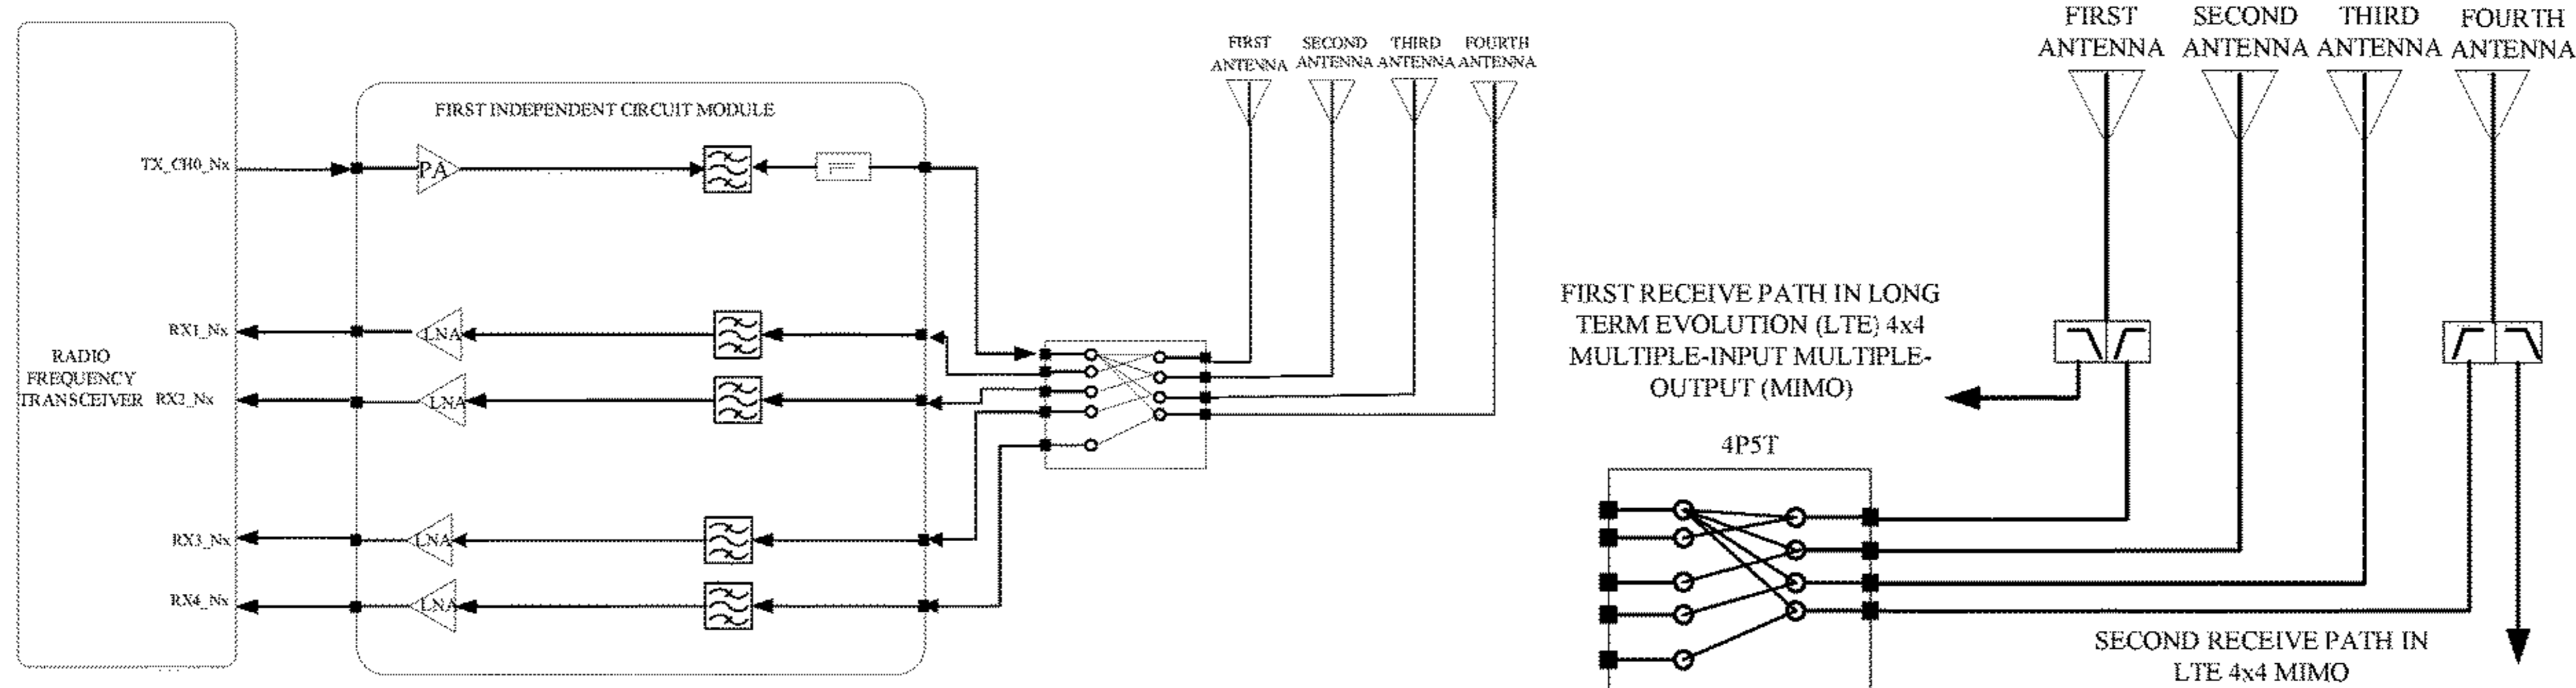 FIRST INDEPENDENT CIRCUIT MODULE
TX_CH0_Nx
PA
RX1_Nx
LNA
RADIO
FREQUENCY
TRANSCEIVER
RX2_Nx
LNA
RX3_Nx
LNA
RX4_Nx
LNA
FIRST
ANTENNA
SECOND
ANTENNA
THIRD
ANTENNA
FOURTH
ANTENNA
FIRST
ANTENNA
SECOND
ANTENNA
THIRD
ANTENNA
FOURTH
ANTENNA
FIRST RECEIVE PATH IN LONG
TERM EVOLUTION (LTE) 4x4
MULTIPLE-INPUT MULTIPLE-
OUTPUT (MIMO)
4P5T
SECOND RECEIVE PATH IN
LTE 4x4 MIMO